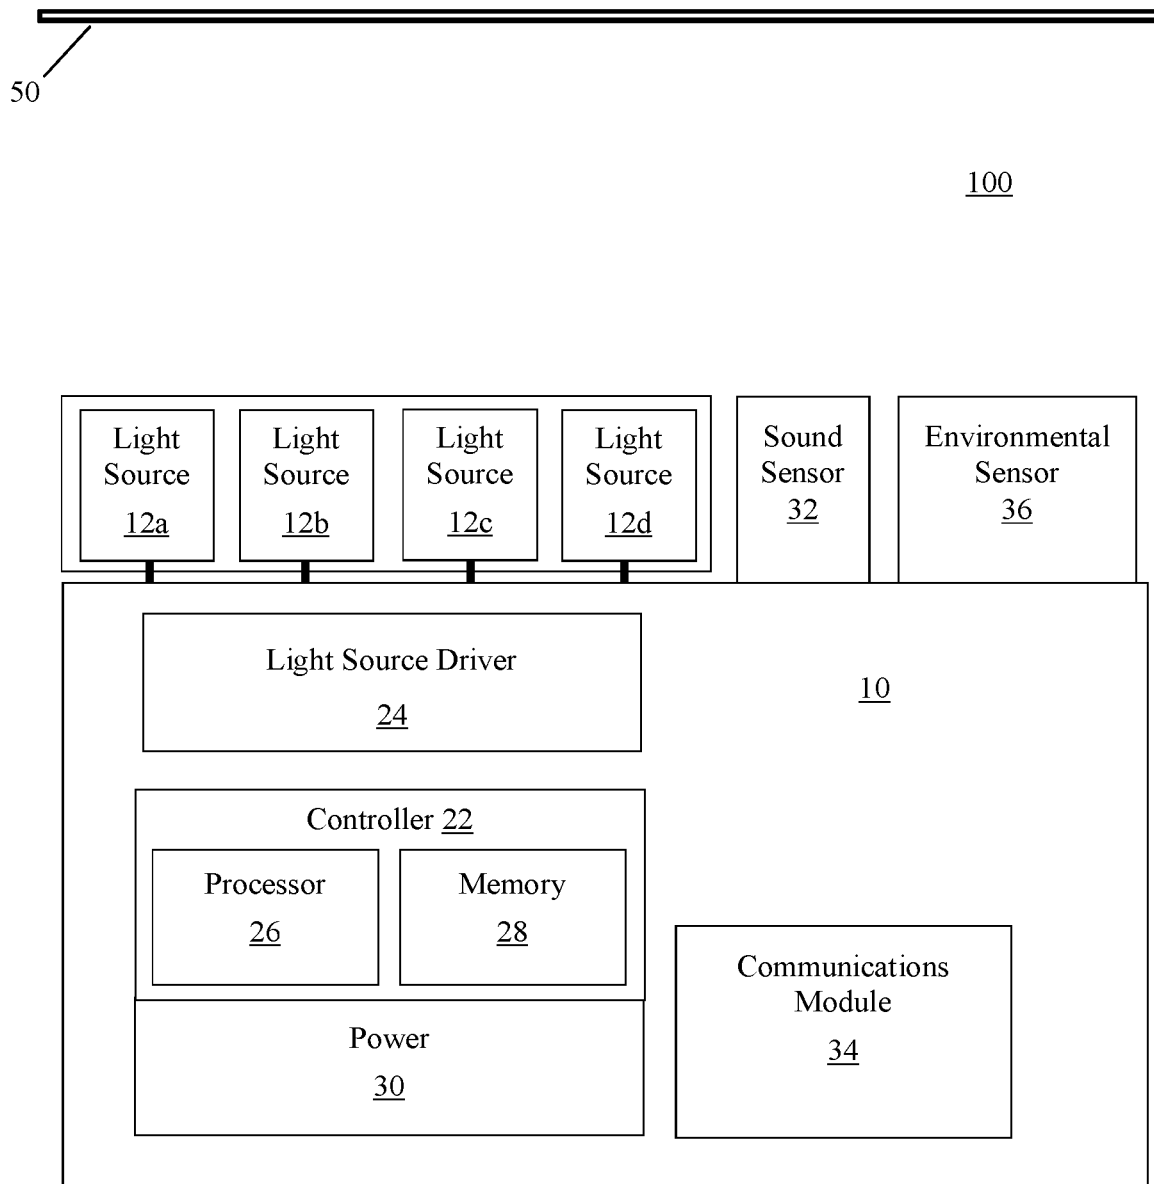 50
100
Light
Source
12a
Light
Source
12b
Light
Source
12c
Light
Source
12d
Sound
Sensor
32
Environmental
Sensor
36
Light Source Driver
24
10
Controller 22
Processor
26
Memory
28
Communications
Module
34
Power
30